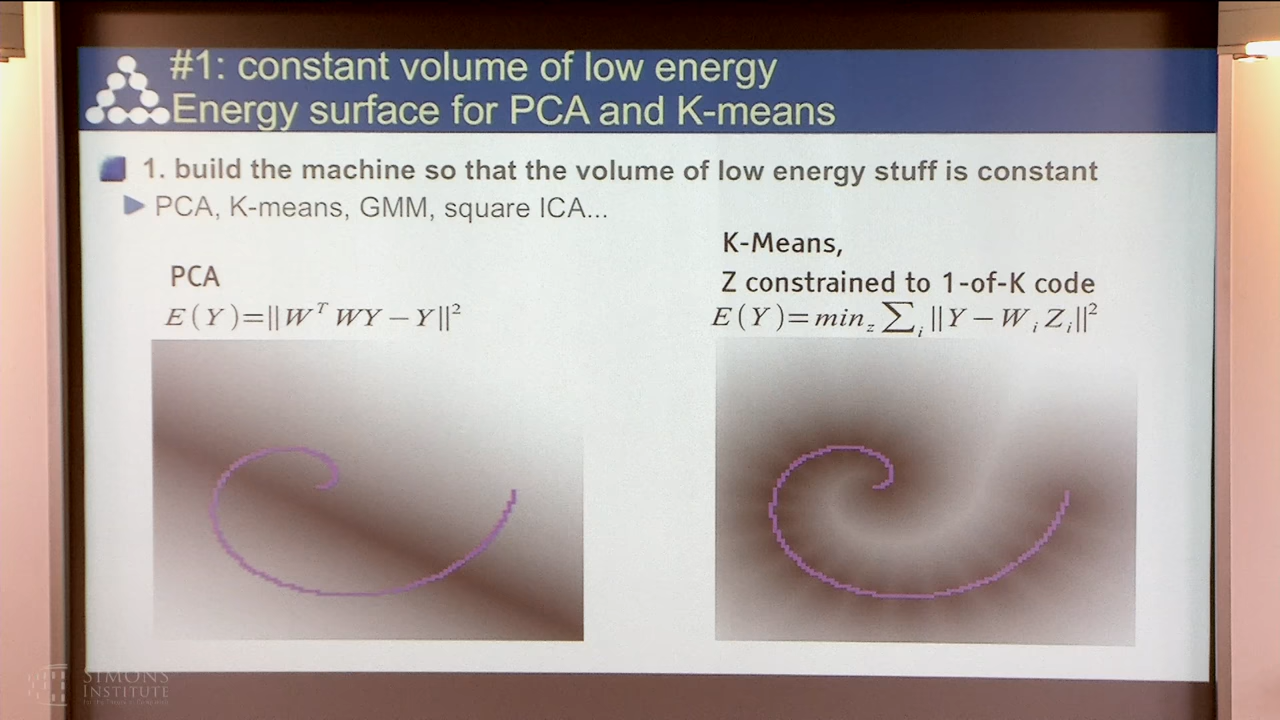 #1: constant volume of low energy
Energy surface for PCA and K-means
1. build the machine so that the volume of low energy stuff is constant
PCA, K-means, GMM, square ICA...
PCA
E(Y)=||W^T WY−Y||²
K-Means,
Z constrained to 1-of-K code
E(Y)=min_z ∑_i ||Y−W_i Z_i||²
SIMONS
INSTITUTE